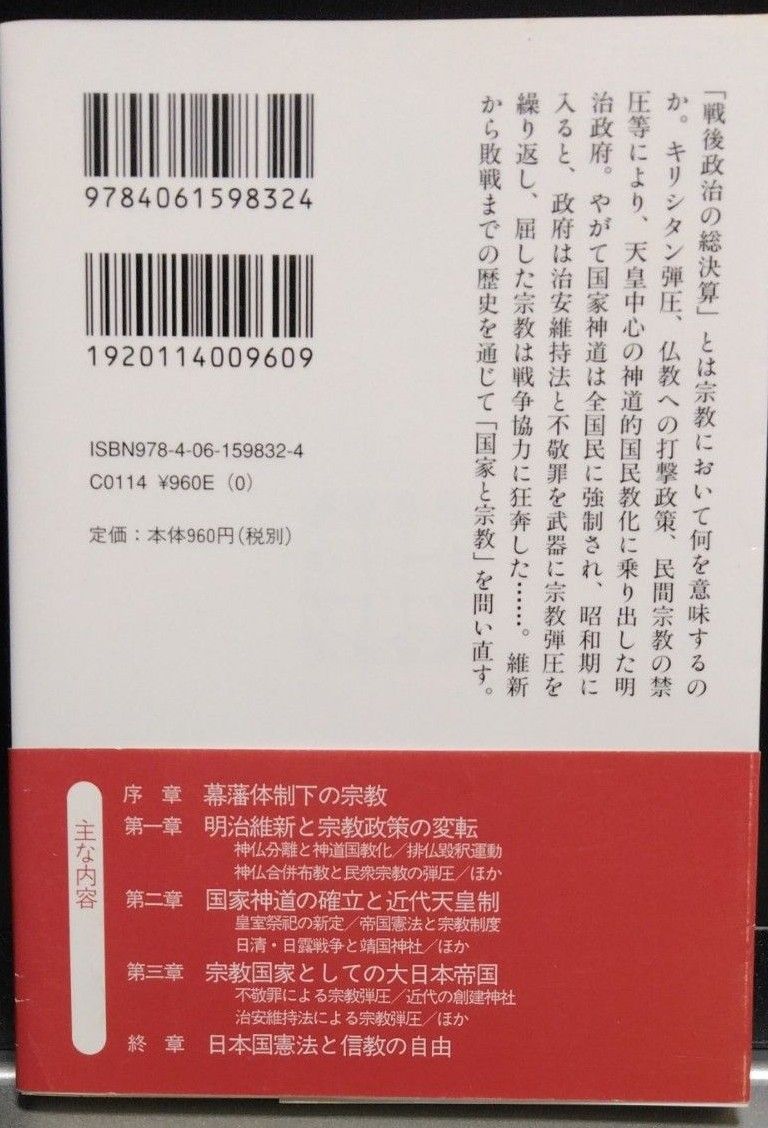 「戦後政治の総決算」とは宗教において何を意味するの
か。キリシタン弾圧、仏教への打撃政策、民間宗教の禁
圧等により、天皇中心の神道的国民教化に乗り出した明
治政府。やがて国家神道は全国民に強制され、昭和期に
入ると、政府は治安維持法と不敬罪を武器に宗教弾圧を
繰り返し、屈した宗教は戦争協力に狂奔した……。維新
から敗戦までの歴史を通じて「国家と宗教」を問い直す。
9784061598324
1920114009609
ISBN978-4-06-159832-4
C0114 ¥960E (0)
定価：本体960円(税別)
主な内容
序 章 幕藩体制下の宗教
第一章 明治維新と宗教政策の変転
神仏分離と神道国教化／排仏毀釈運動
神仏合併布教と民衆宗教の弾圧／ほか
第二章 国家神道の確立と近代天皇制
皇室祭祀の新定／帝国憲法と宗教制度
日清・日露戦争と靖国神社／ほか
第三章 宗教国家としての大日本帝国
不敬罪による宗教弾圧／近代の創建神社
治安維持法による宗教弾圧／ほか
終 章 日本国憲法と信教の自由